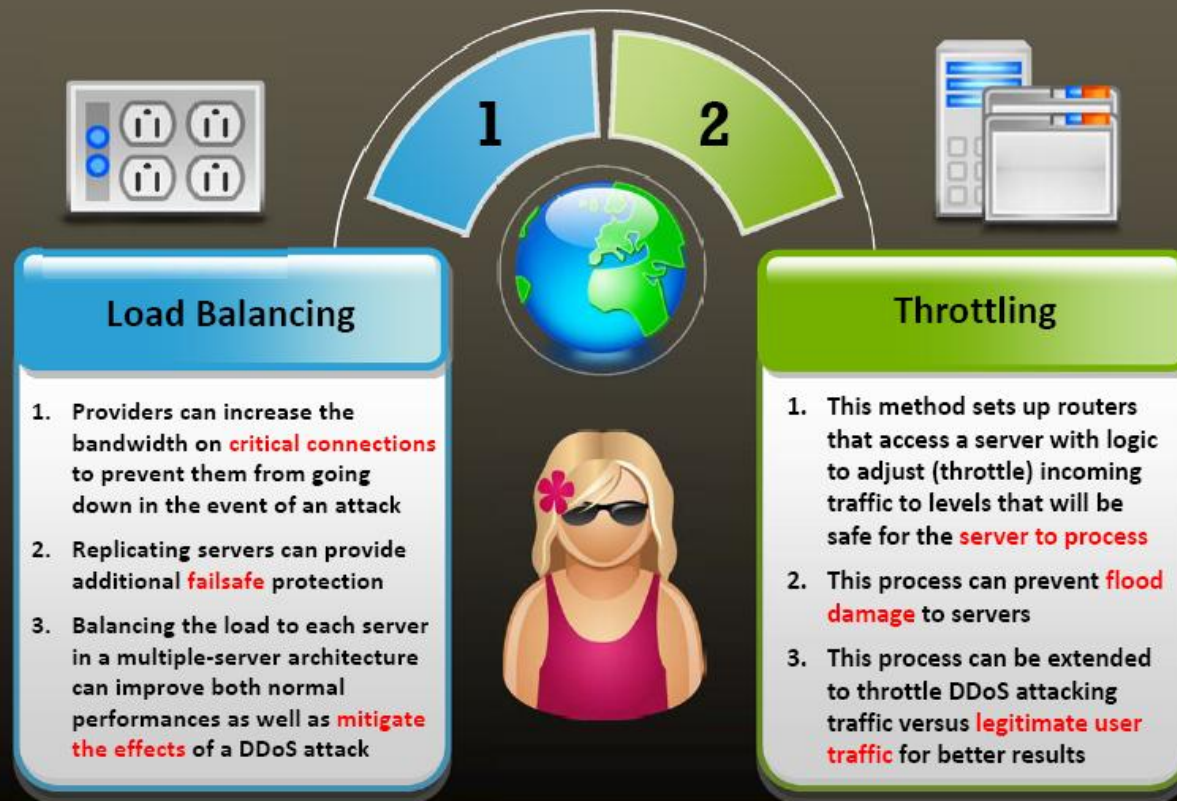 1
2
Load Balancing
1. Providers can increase the
bandwidth on critical connections
to prevent them from going
down in the event of an attack
2. Replicating servers can provide
additional failsafe protection
3. Balancing the load to each server
in a multiple-server architecture
can improve both normal
performances as well as mitigate
the effects of a DDoS attack
Throttling
1. This method sets up routers
that access a server with logic
to adjust (throttle) incoming
traffic to levels that will be
safe for the server to process
2. This process can prevent flood
damage to servers
3. This process can be extended
to throttle DDoS attacking
traffic versus legitimate user
traffic for better results